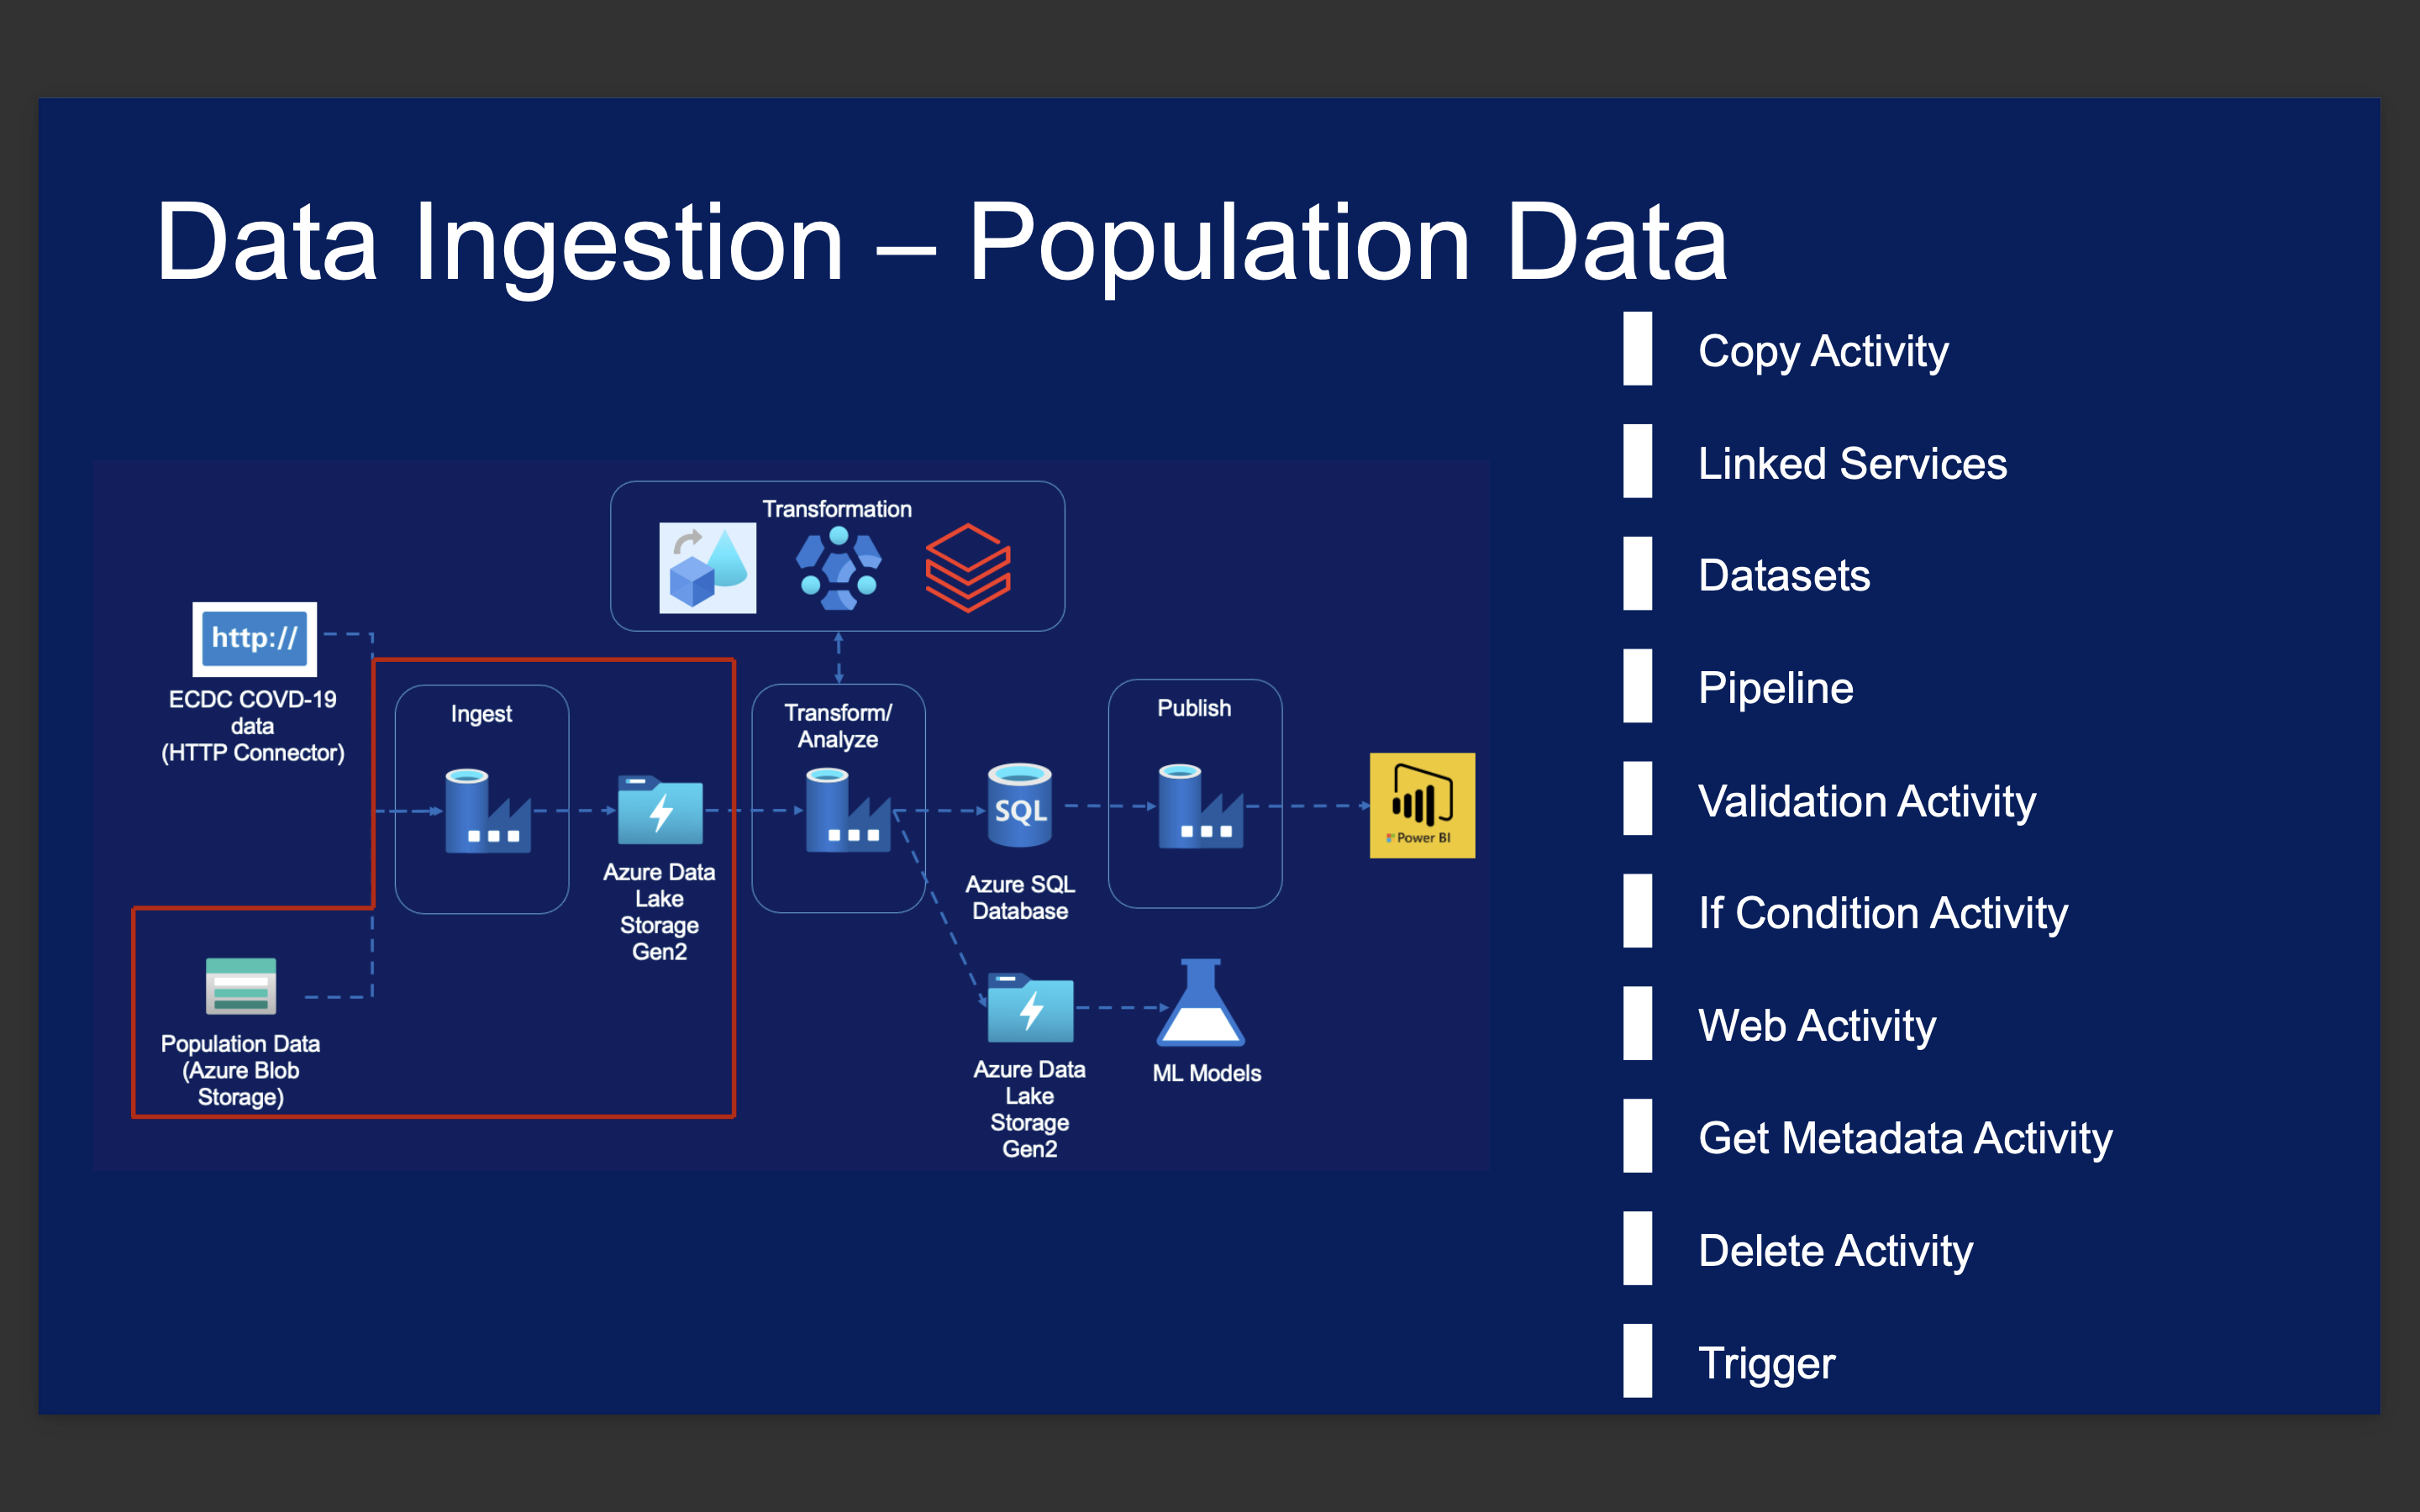 Data Ingestion – Population Data
Transformation
http://
ECDC COVD-19
data
(HTTP Connector)
Ingest
Azure Data
Lake
Storage
Gen2
Transform/
Analyze
SQL
Azure SQL
Database
Publish
Power BI
Population Data
(Azure Blob
Storage)
Azure Data
Lake
Storage
Gen2
ML Models
Copy Activity
Linked Services
Datasets
Pipeline
Validation Activity
If Condition Activity
Web Activity
Get Metadata Activity
Delete Activity
Trigger